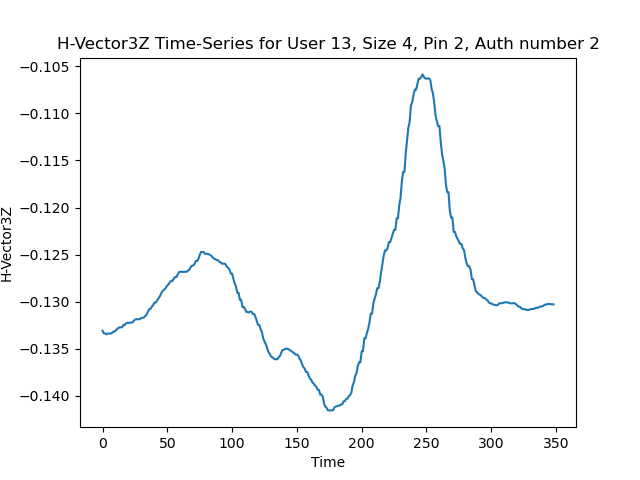 H-Vector3Z Time-Series for User 13, Size 4, Pin 2, Auth number 2
−0.105
−0.110
−0.115
−0.120
−0.125
−0.130
−0.135
−0.140
H-Vector3Z
0 50 100 150 200 250 300 350
Time